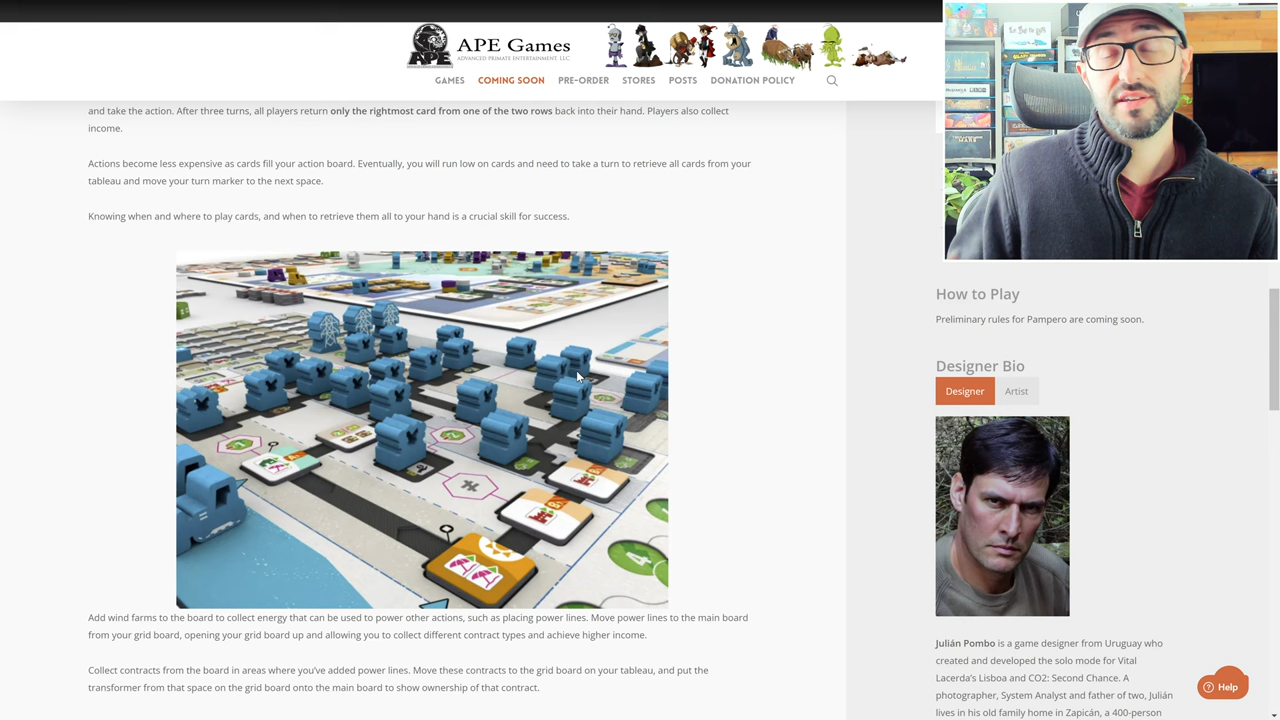 APE Games
ADVANCED PRIMATE ENTERTAINMENT, LLC
APE
GAMES COMING SOON PRE-ORDER STORES POSTS DONATION POLICY
and take the action. After three turns, all players return only the rightmost card from one of the two rows back into their hand. Players also collect
income.
Actions become less expensive as cards fill your action board. Eventually, you will run low on cards and need to take a turn to retrieve all cards from your
tableau and move your turn marker to the next space.
Knowing when and where to play cards, and when to retrieve them all to your hand is a crucial skill for success.
4
Add wind farms to the board to collect energy that can be used to power other actions, such as placing power lines. Move power lines to the main board
from your grid board, opening your grid board up and allowing you to collect different contract types and achieve higher income.
Collect contracts from the board in areas where you've added power lines. Move these contracts to the grid board on your tableau, and put the
transformer from that space on the grid board onto the main board to show ownership of that contract.
How to Play
Preliminary rules for Pampero are coming soon.
Designer Bio
Designer Artist
Julián Pombo is a game designer from Uruguay who
created and developed the solo mode for Vital
Lacerda's Lisboa and CO2: Second Chance. A
photographer, System Analyst and father of two, Julián
lives in his old family home in Zapicán, a 400-person
Help